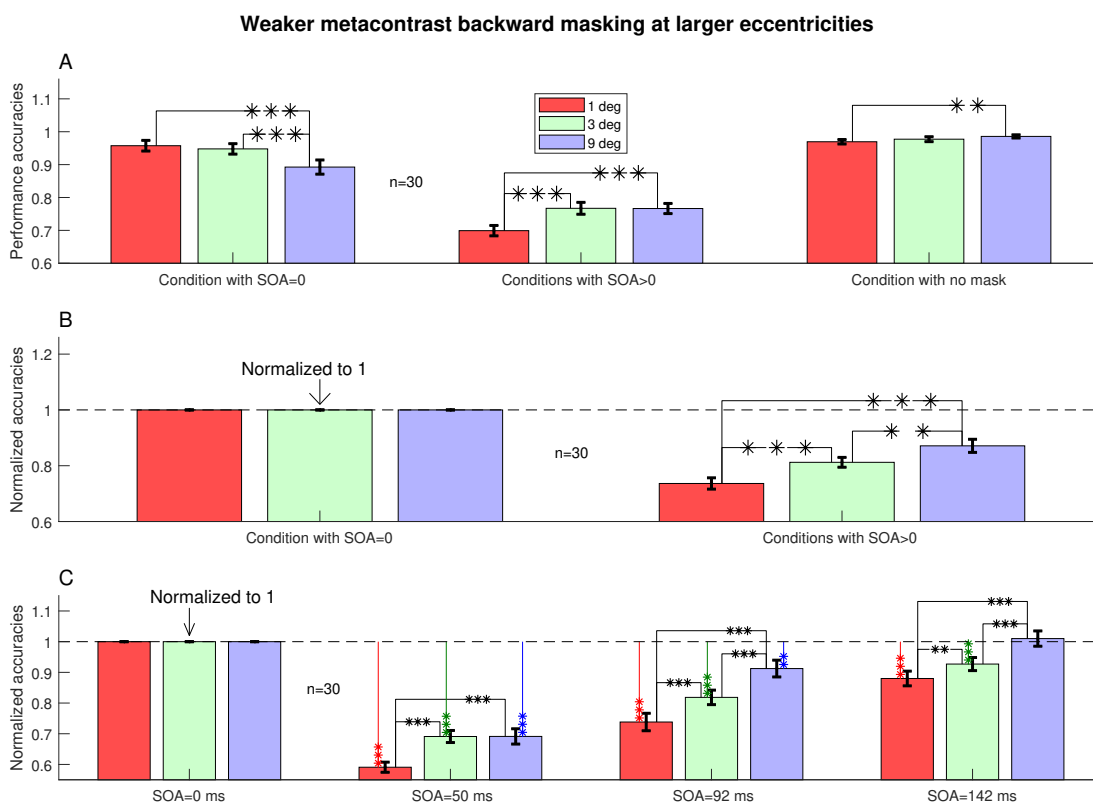 Weaker metacontrast backward masking at larger eccentricities
A
Performance accuracies
1.1
1
0.9
0.8
0.7
0.6
1 deg
3 deg
9 deg
∗∗∗
∗∗∗
∗∗∗
∗∗∗
∗∗
n=30
Condition with SOA=0
Conditions with SOA>0
Condition with no mask
B
Normalized accuracies
1.2
1
0.8
0.6
Normalized to 1
n=30
∗∗∗
∗∗∗
∗∗
Condition with SOA=0
Conditions with SOA>0
C
Normalized accuracies
1.1
1
0.9
0.8
0.7
0.6
Normalized to 1
n=30
∗∗∗
∗∗∗
∗∗∗
∗∗∗
∗∗∗
∗∗∗
∗∗∗
∗∗
∗∗∗
∗∗∗
∗∗∗
∗∗∗
∗∗∗
∗∗
∗∗∗
∗∗∗
SOA=0 ms
SOA=50 ms
SOA=92 ms
SOA=142 ms